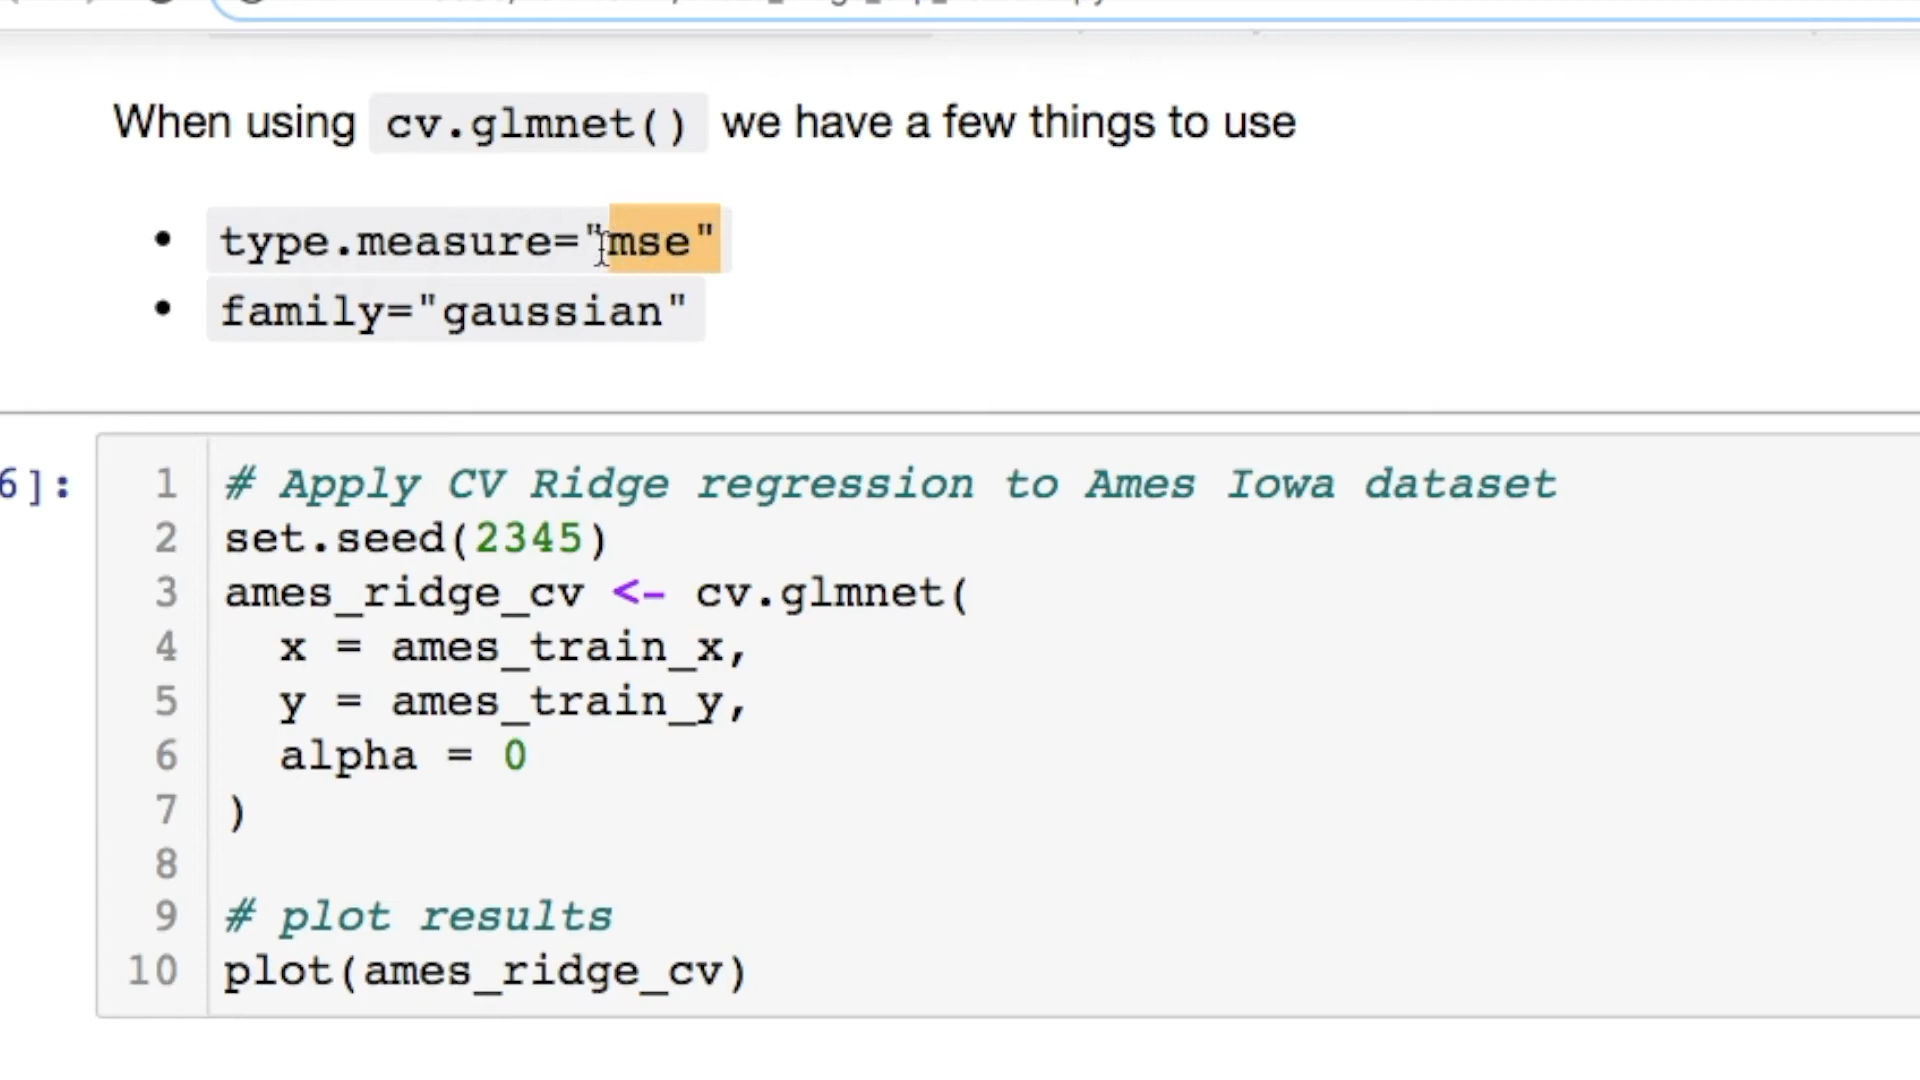 When using cv.glmnet() we have a few things to use
• type.measure="mse"
• family="gaussian"
6]:
1 # Apply CV Ridge regression to Ames Iowa dataset
2 set.seed(2345)
3 ames_ridge_cv <- cv.glmnet(
4 x = ames_train_x,
5 y = ames_train_y,
6 alpha = 0
7 )
8
9 # plot results
10 plot(ames_ridge_cv)